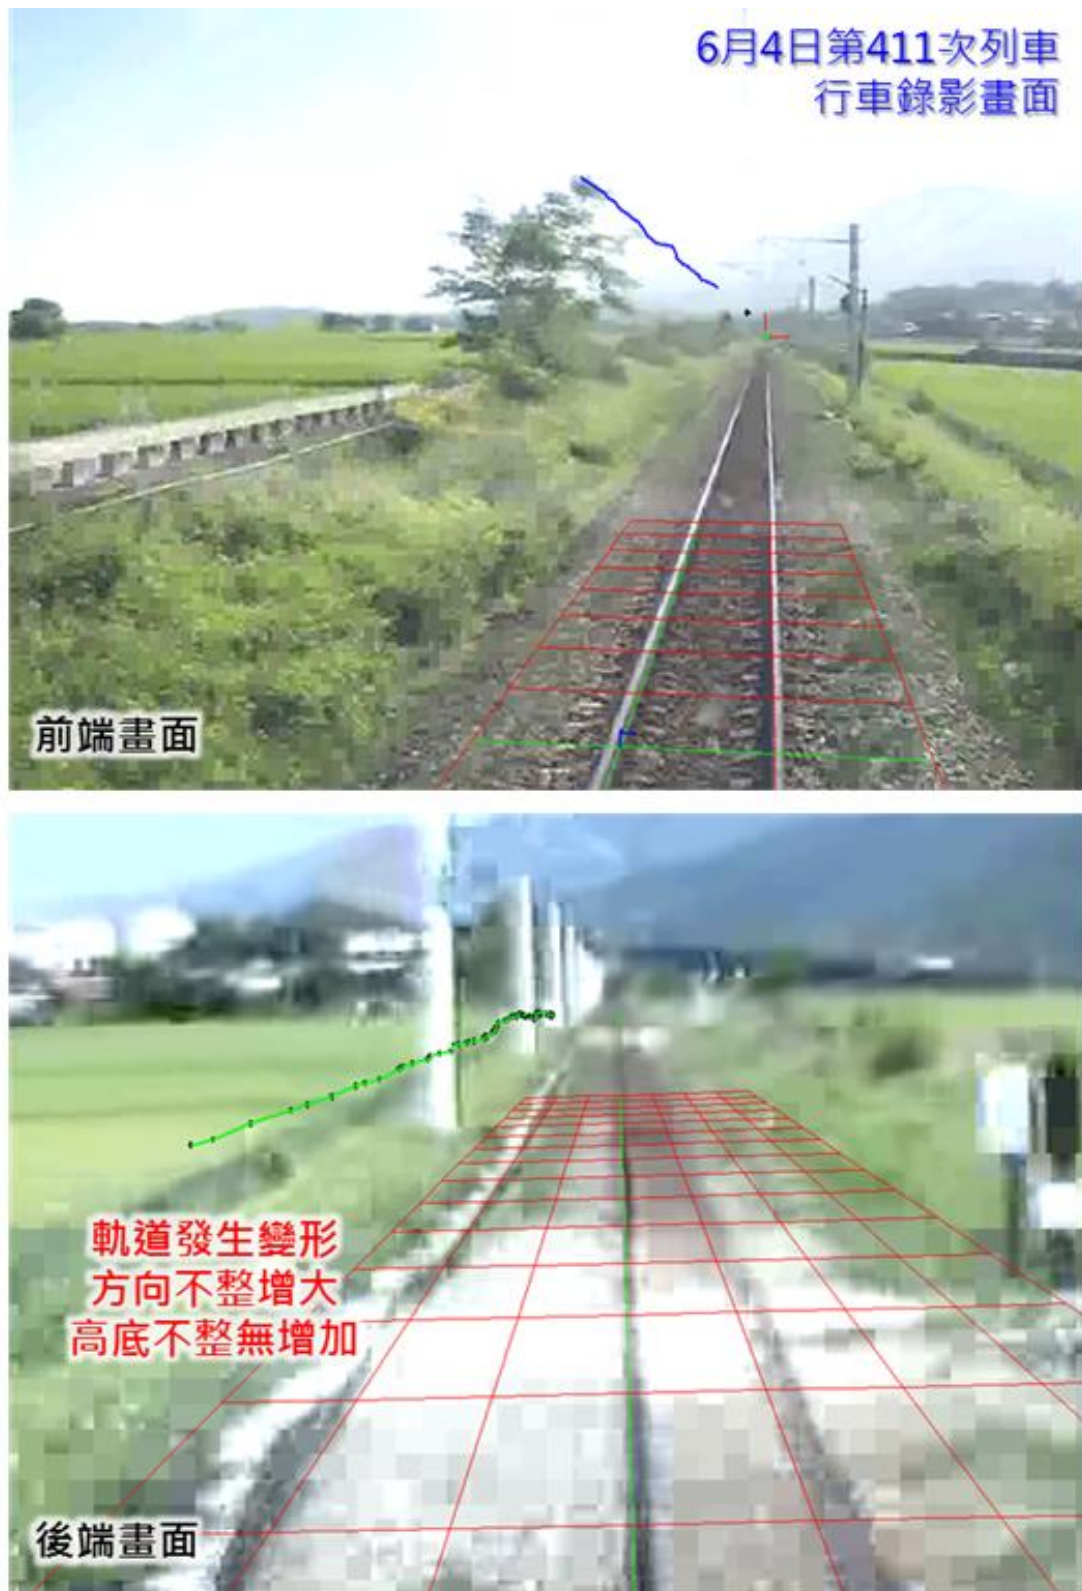 6月4日第411次列車
行車錄影畫面
前端畫面
軌道發生變形
方向不整增大
高底不整無增加
後端畫面